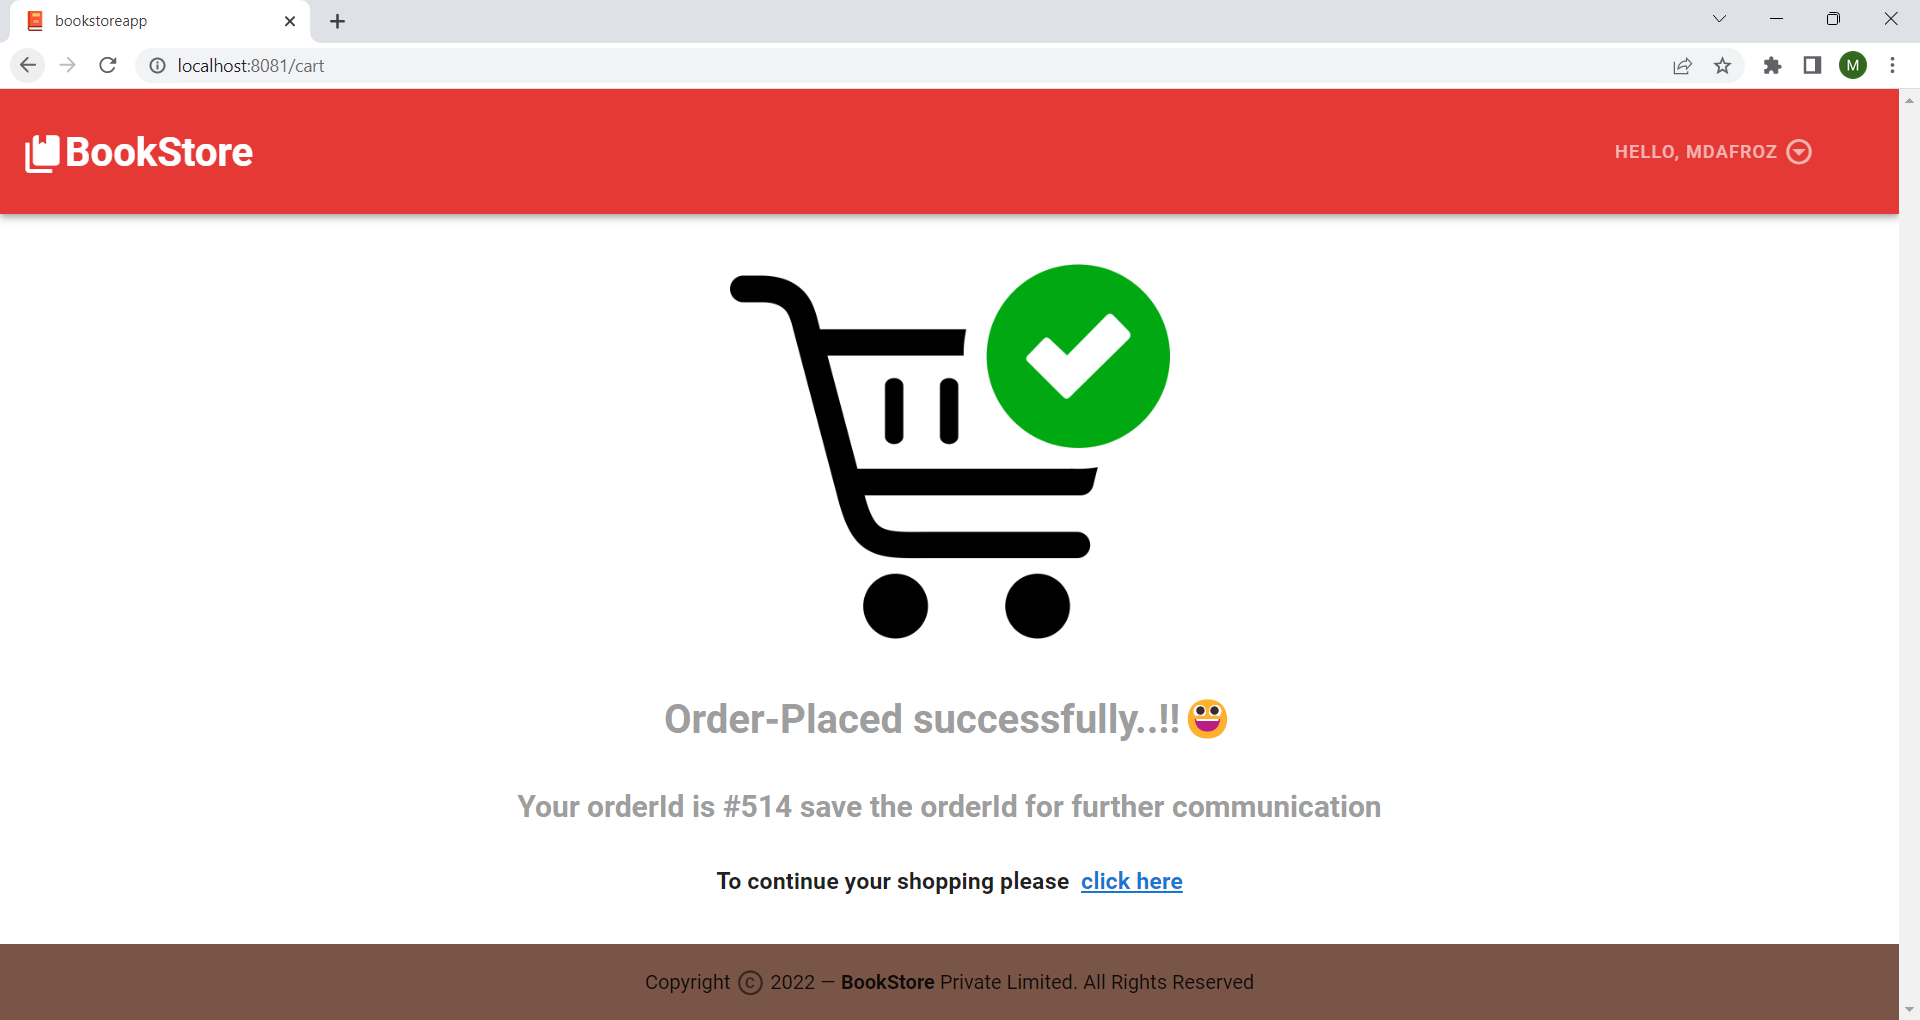 bookstoreapp
localhost:8081/cart
M
BookStore
HELLO, MDAFROZ
Order-Placed successfully..!!😀
Your orderId is #514 save the orderId for further communication
To continue your shopping please click here
Copyright © 2022 — BookStore Private Limited. All Rights Reserved